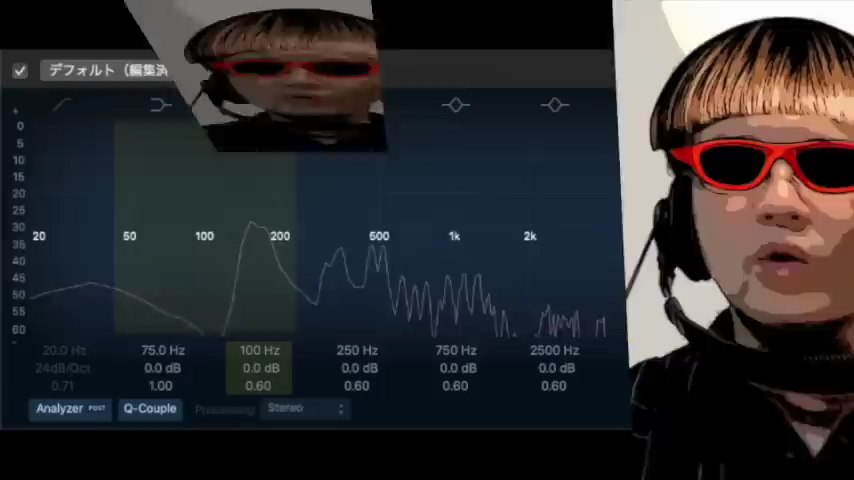 デフォルト（編集済
+
0
5
10
15
20
25
30
35
40
45
50
55
60
-
20 50 100 200 500 1k 2k
20.0 Hz 75.0 Hz 100 Hz 250 Hz 750 Hz 2500 Hz
24dB/Oct 0.0 dB 0.0 dB 0.0 dB 0.0 dB 0.0 dB
0.71 1.00 0.60 0.60 0.60 0.60
Analyzer POST Q-Couple Processing Stereo